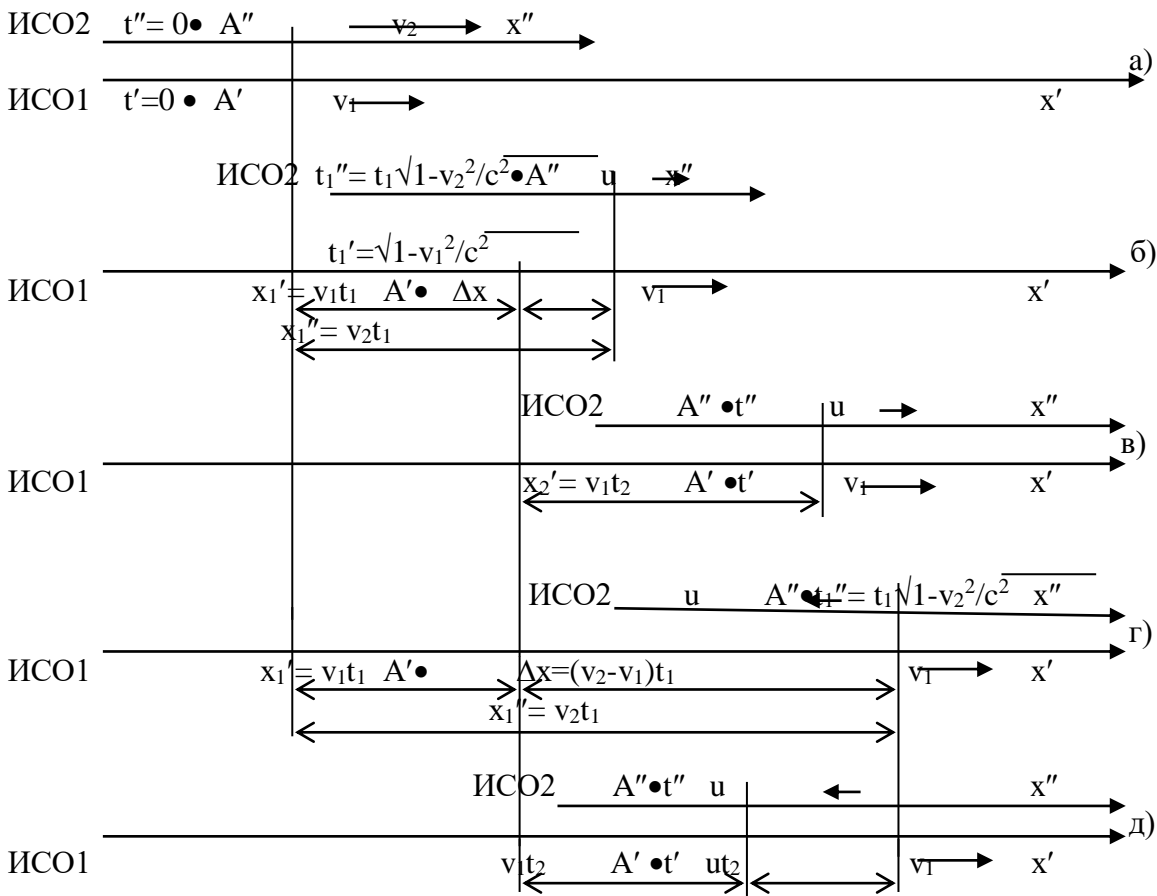 ИСО2 t″= 0• A″ v₂ x″
а)
ИСО1 t′=0 • A′ v₁ x′
ИСО2 t₁″= t₁√1-v₂²/c²•A″ u x″
t₁′=√1-v₁²/c²
б)
ИСО1 x₁′= v₁t₁ A′• Δx v₁ x′
x₁″= v₂t₁
ИСО2 A″ •t″ u x″
в)
ИСО1 x₂′= v₁t₂ A′ •t′ v₁ x′
ИСО2 u A″•t₁″= t₁√1-v₂²/c² x″
г)
ИСО1 x₁′= v₁t₁ A′• Δx=(v₂-v₁)t₁ v₁ x′
x₁″= v₂t₁
ИСО2 A″•t″ u x″
д)
ИСО1 v₁t₂ A′ •t′ ut₂ v₁ x′